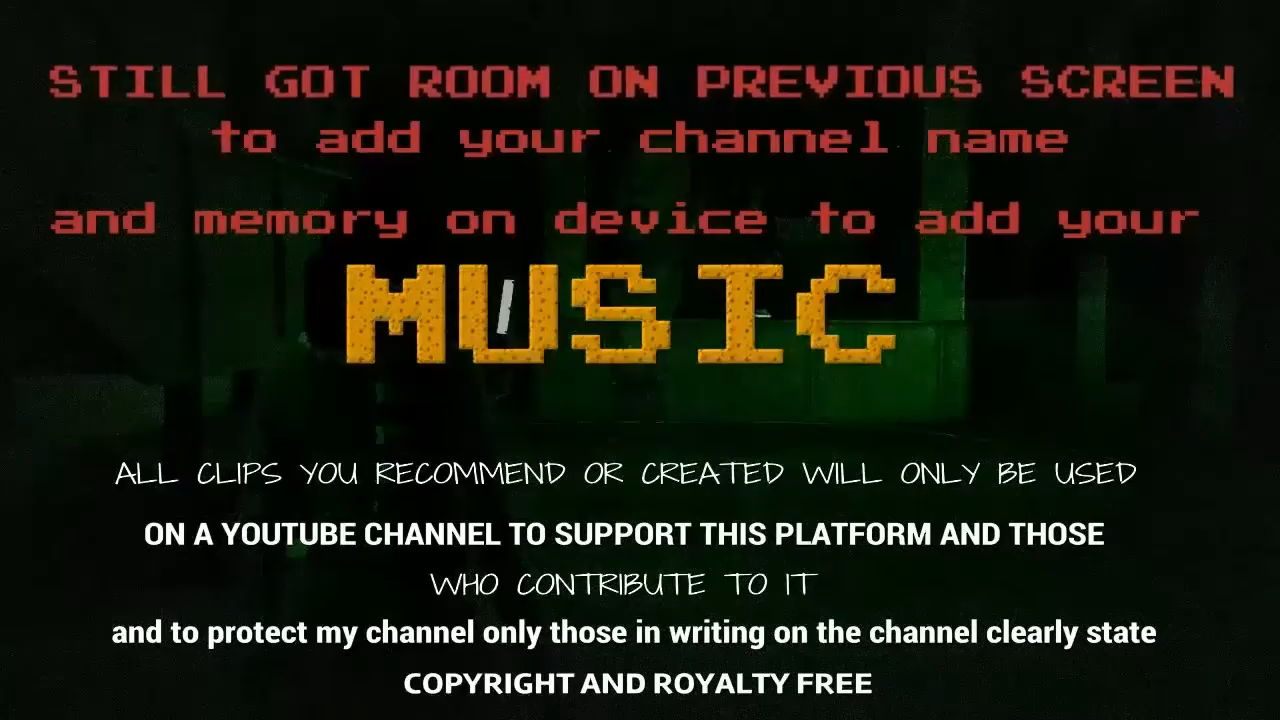 STILL GOT ROOM ON PREVIOUS SCREEN
to add your channel name
and memory on device to add your
MUSIC
ALL CLIPS YOU RECOMMEND OR CREATED WILL ONLY BE USED
ON A YOUTUBE CHANNEL TO SUPPORT THIS PLATFORM AND THOSE
WHO CONTRIBUTE TO IT
and to protect my channel only those in writing on the channel clearly state
COPYRIGHT AND ROYALTY FREE